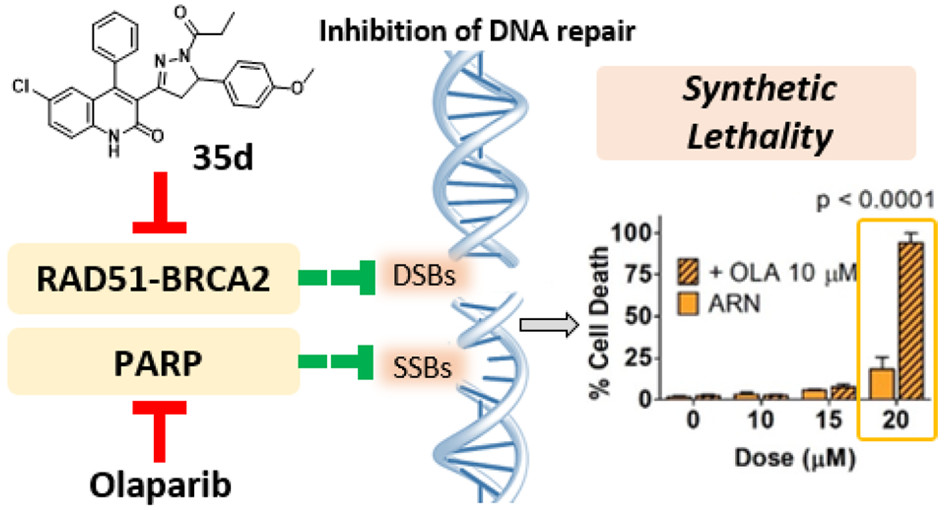 Inhibition of DNA repair
O
N
N
Cl
O
N
H
O
35d
Synthetic
Lethality
RAD51-BRCA2
DSBs
PARP
SSBs
Olaparib
p < 0.0001
100
75
50
25
0
% Cell Death
+ OLA 10 μM
ARN
0 10 15 20
Dose (μM)